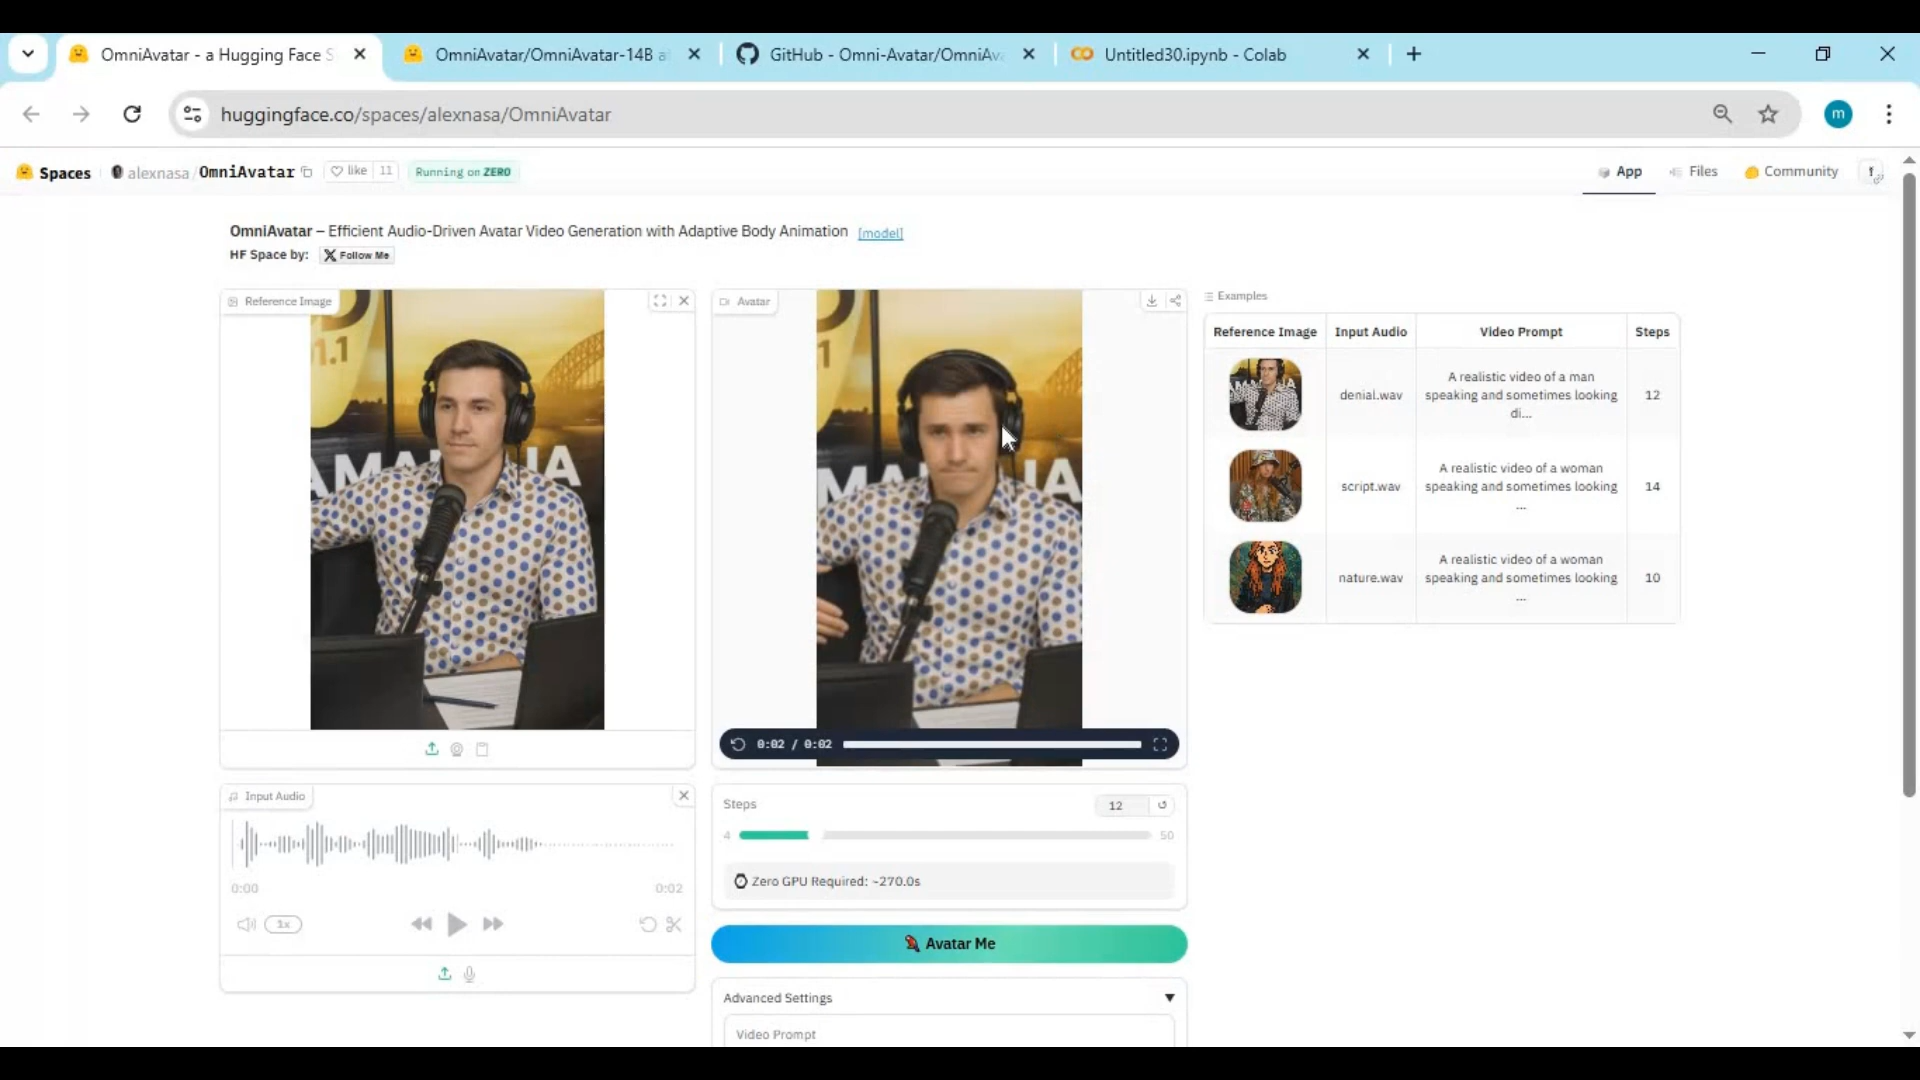 OmniAvatar - a Hugging Face S
OmniAvatar/OmniAvatar-14B a
GitHub - Omni-Avatar/OmniAva
Untitled30.ipynb - Colab
huggingface.co/spaces/alexnasa/OmniAvatar
m
Spaces
alexnasa/OmniAvatar
like 11
Running on ZERO
App
Files
Community
OmniAvatar – Efficient Audio-Driven Avatar Video Generation with Adaptive Body Animation [model]
HF Space by: X Follow Me
Reference Image
Avatar
Examples
Reference Image Input Audio Video Prompt Steps
denial.wav
A realistic video of a man
speaking and sometimes looking
di...
12
script.wav
A realistic video of a woman
speaking and sometimes looking
...
14
nature.wav
A realistic video of a woman
speaking and sometimes looking
...
10
1.1
AMA
IA
0:02 / 0:02
Input Audio
0:00
0:02
1x
Steps
12
4
50
Zero GPU Required: ~270.0s
Avatar Me
Advanced Settings
Video Prompt